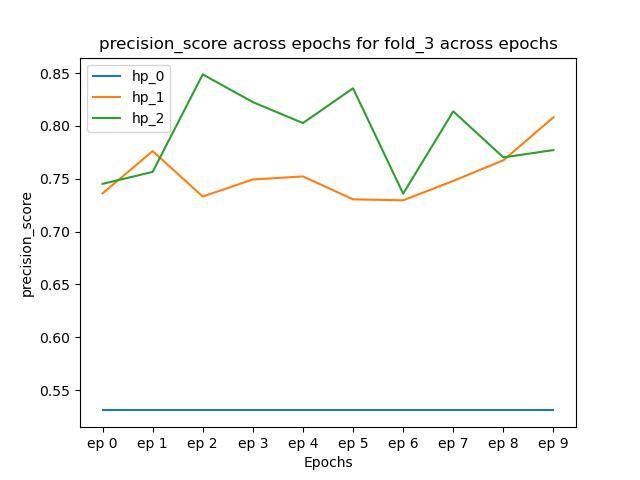 precision_score across epochs for fold_3 across epochs
hp_0
hp_1
hp_2
0.85
0.80
0.75
0.70
0.65
0.60
0.55
precision_score
ep 0 ep 1 ep 2 ep 3 ep 4 ep 5 ep 6 ep 7 ep 8 ep 9
Epochs